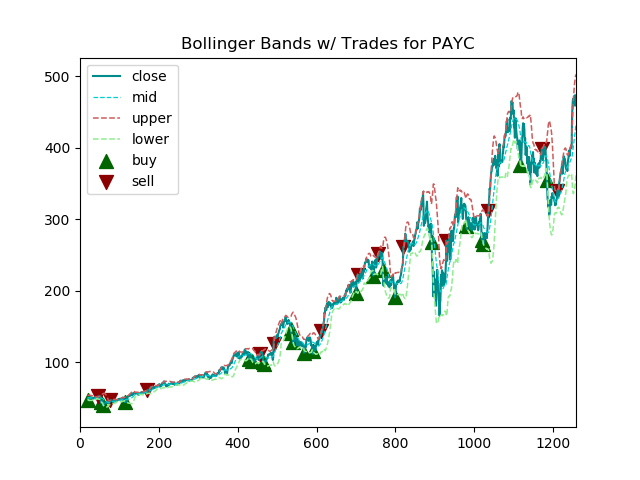 Bollinger Bands w/ Trades for PAYC
500
400
300
200
100
close
mid
upper
lower
buy
sell
0 200 400 600 800 1000 1200